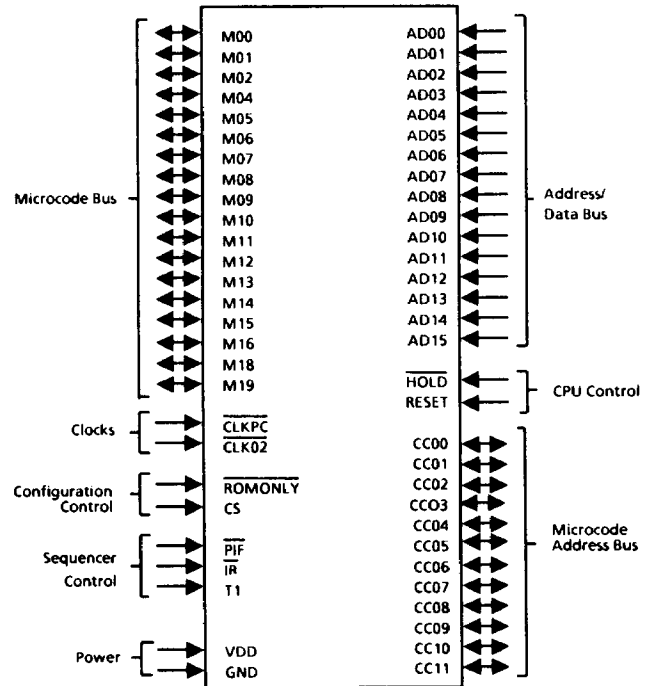 Microcode Bus
M00
M01
M02
M04
M05
M06
M07
M08
M09
M10
M11
M12
M13
M14
M15
M16
M18
M19
Clocks
CLKPC
CLK02
Configuration
Control
ROMONLY
CS
Sequencer
Control
PIF
IR
T1
Power
VDD
GND
AD00
AD01
AD02
AD03
AD04
AD05
AD06
AD07
AD08
AD09
AD10
AD11
AD12
AD13
AD14
AD15
Address/
Data Bus
HOLD
RESET
CPU Control
CC00
CC01
CC02
CCO3
CC04
CC05
CC06
CC07
CC08
CC09
CC10
CC11
Microcode
Address Bus